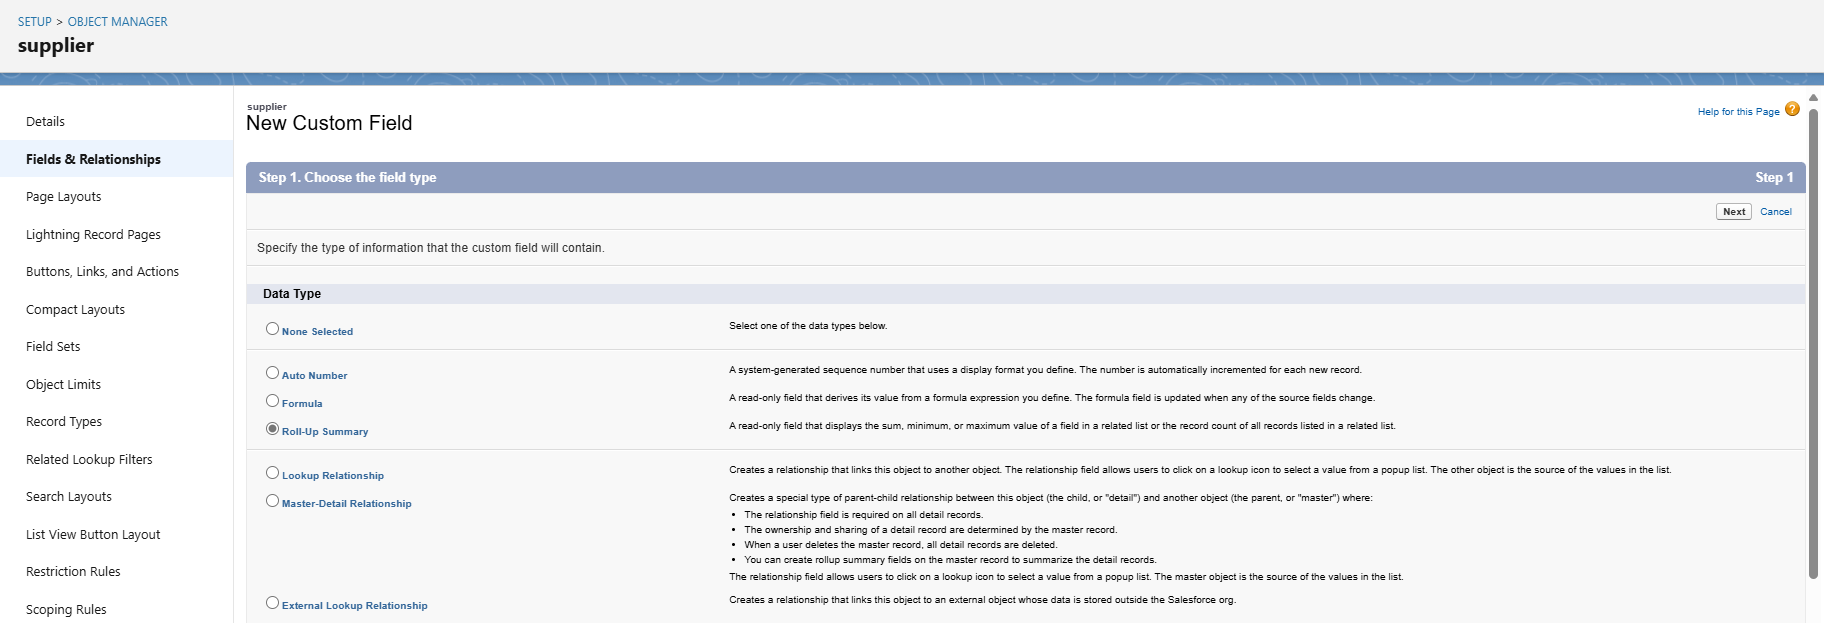 SETUP > OBJECT MANAGER
supplier
Details
Fields & Relationships
Page Layouts
Lightning Record Pages
Buttons, Links, and Actions
Compact Layouts
Field Sets
Object Limits
Record Types
Related Lookup Filters
Search Layouts
List View Button Layout
Restriction Rules
Scoping Rules
supplier
New Custom Field
Help for this Page ?
Step 1. Choose the field type
Step 1
Next Cancel
Specify the type of information that the custom field will contain.
Data Type
None Selected
Select one of the data types below.
Auto Number
A system-generated sequence number that uses a display format you define. The number is automatically incremented for each new record.
Formula
A read-only field that derives its value from a formula expression you define. The formula field is updated when any of the source fields change.
Roll-Up Summary
A read-only field that displays the sum, minimum, or maximum value of a field in a related list or the record count of all records listed in a related list.
Lookup Relationship
Creates a relationship that links this object to another object. The relationship field allows users to click on a lookup icon to select a value from a popup list. The other object is the source of the values in the list.
Master-Detail Relationship
Creates a special type of parent-child relationship between this object (the child, or "detail") and another object (the parent, or "master") where:
• The relationship field is required on all detail records.
• The ownership and sharing of a detail record are determined by the master record.
• When a user deletes the master record, all detail records are deleted.
• You can create rollup summary fields on the master record to summarize the detail records.
The relationship field allows users to click on a lookup icon to select a value from a popup list. The master object is the source of the values in the list.
External Lookup Relationship
Creates a relationship that links this object to an external object whose data is stored outside the Salesforce org.